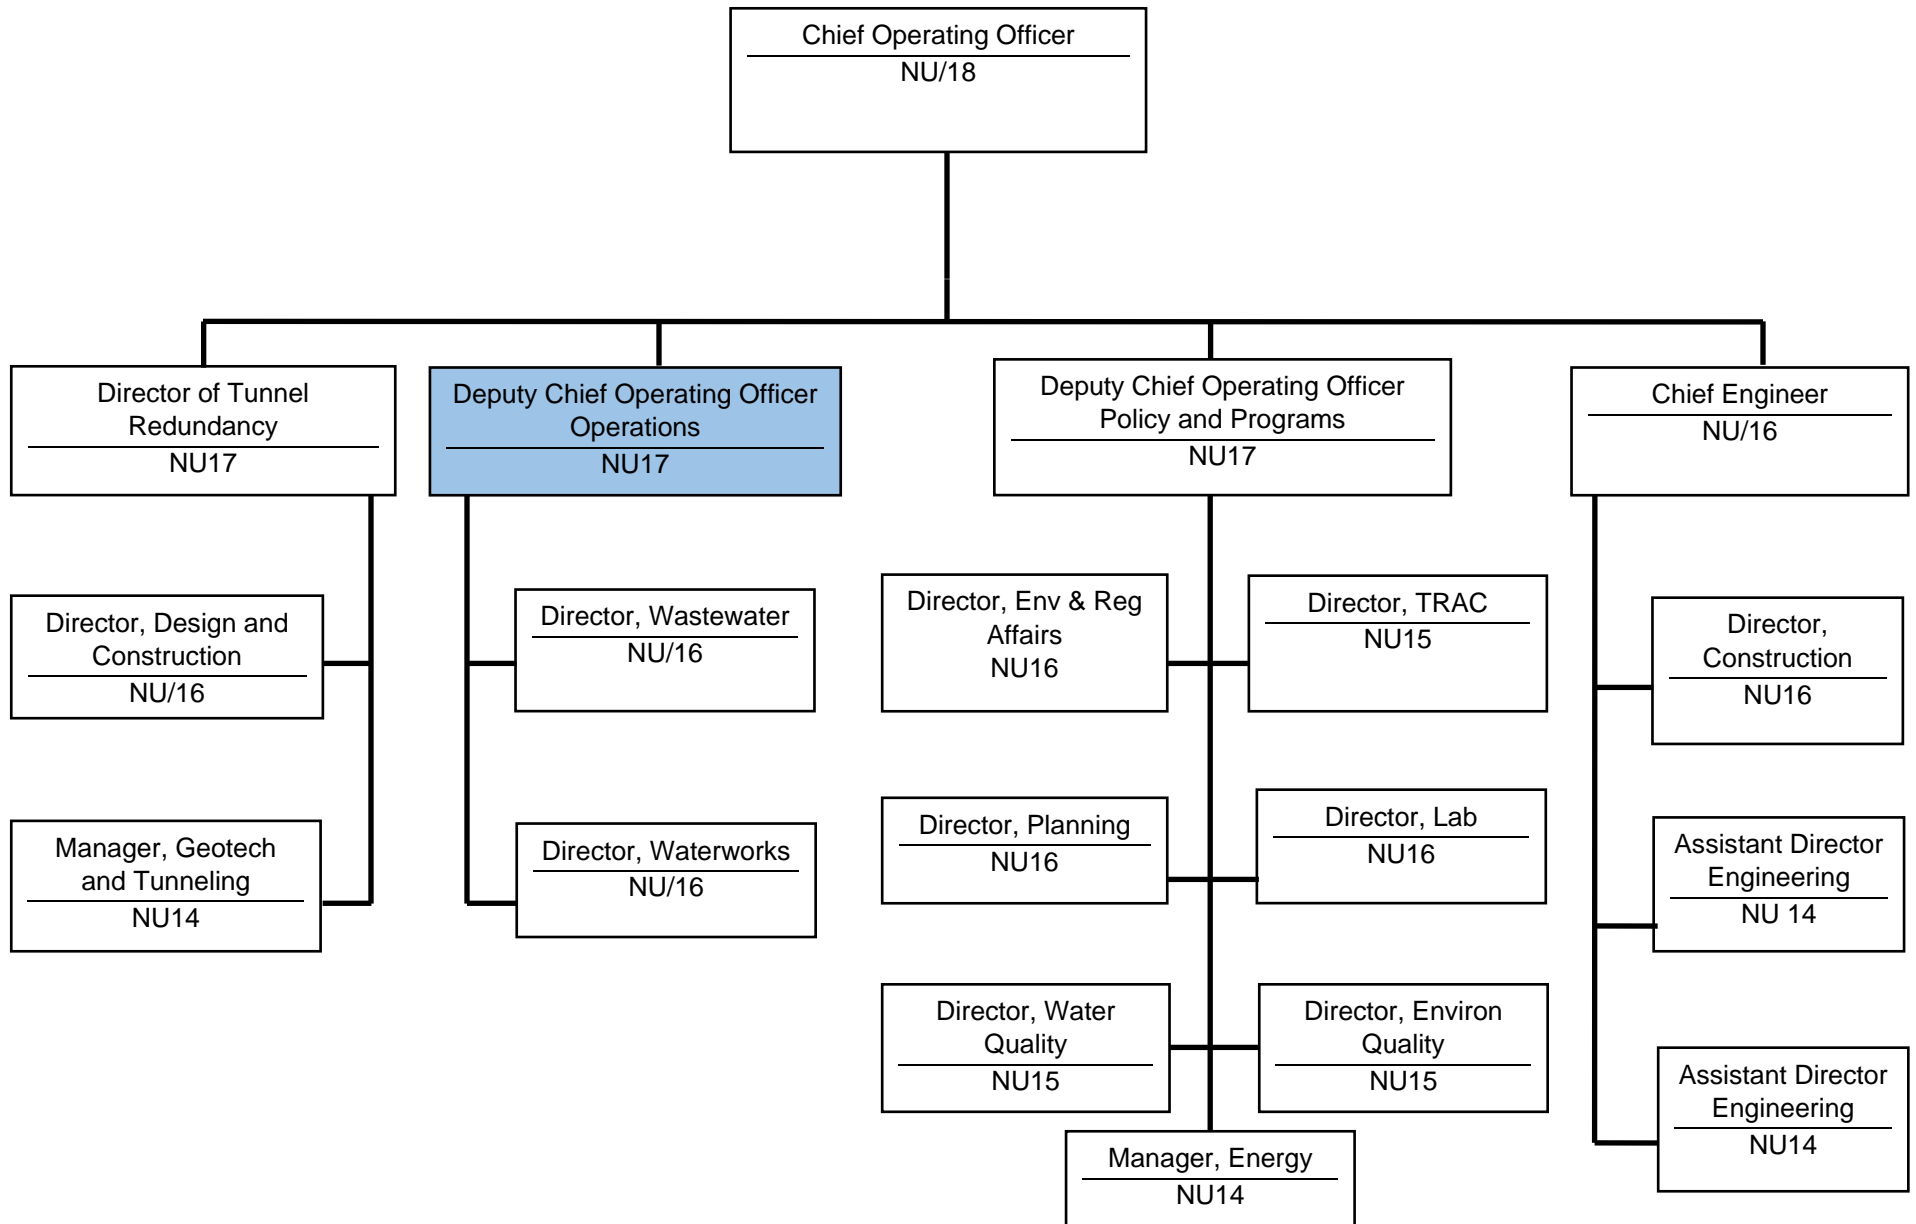 Chief Operating Officer
NU/18
Director of Tunnel
Redundancy
NU17
Deputy Chief Operating Officer
Operations
NU17
Deputy Chief Operating Officer
Policy and Programs
NU17
Chief Engineer
NU/16
Director, Design and
Construction
NU/16
Director, Wastewater
NU/16
Director, Env & Reg
Affairs
NU16
Director, TRAC
NU15
Director,
Construction
NU16
Manager, Geotech
and Tunneling
NU14
Director, Waterworks
NU/16
Director, Planning
NU16
Director, Lab
NU16
Assistant Director
Engineering
NU 14
Director, Water
Quality
NU15
Director, Environ
Quality
NU15
Assistant Director
Engineering
NU14
Manager, Energy
NU14